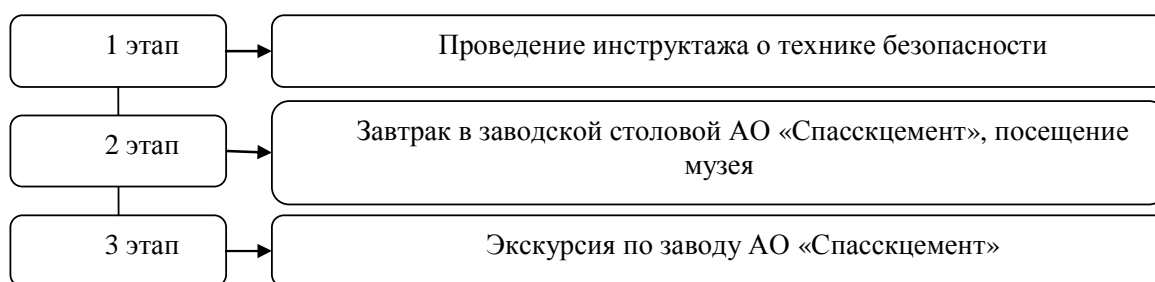 1 этап
Проведение инструктажа о технике безопасности
2 этап
Завтрак в заводской столовой АО «Спасскцемент», посещение
музея
3 этап
Экскурсия по заводу АО «Спасскцемент»